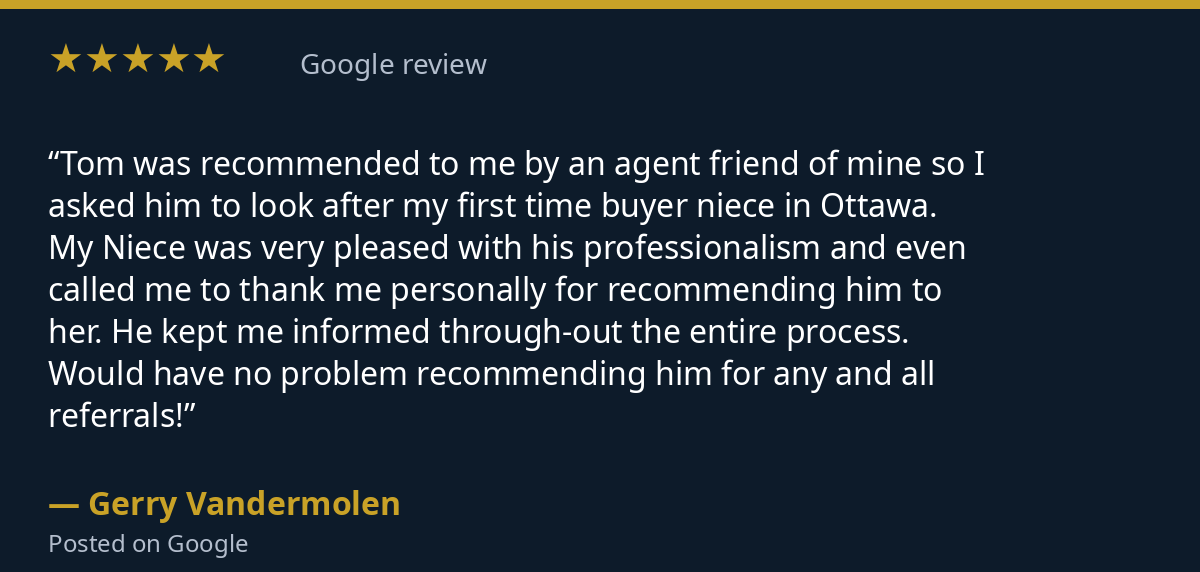 ★★★★★ Google review
“Tom was recommended to me by an agent friend of mine so I
asked him to look after my first time buyer niece in Ottawa.
My Niece was very pleased with his professionalism and even
called me to thank me personally for recommending him to
her. He kept me informed through-out the entire process.
Would have no problem recommending him for any and all
referrals!”
— Gerry Vandermolen
Posted on Google